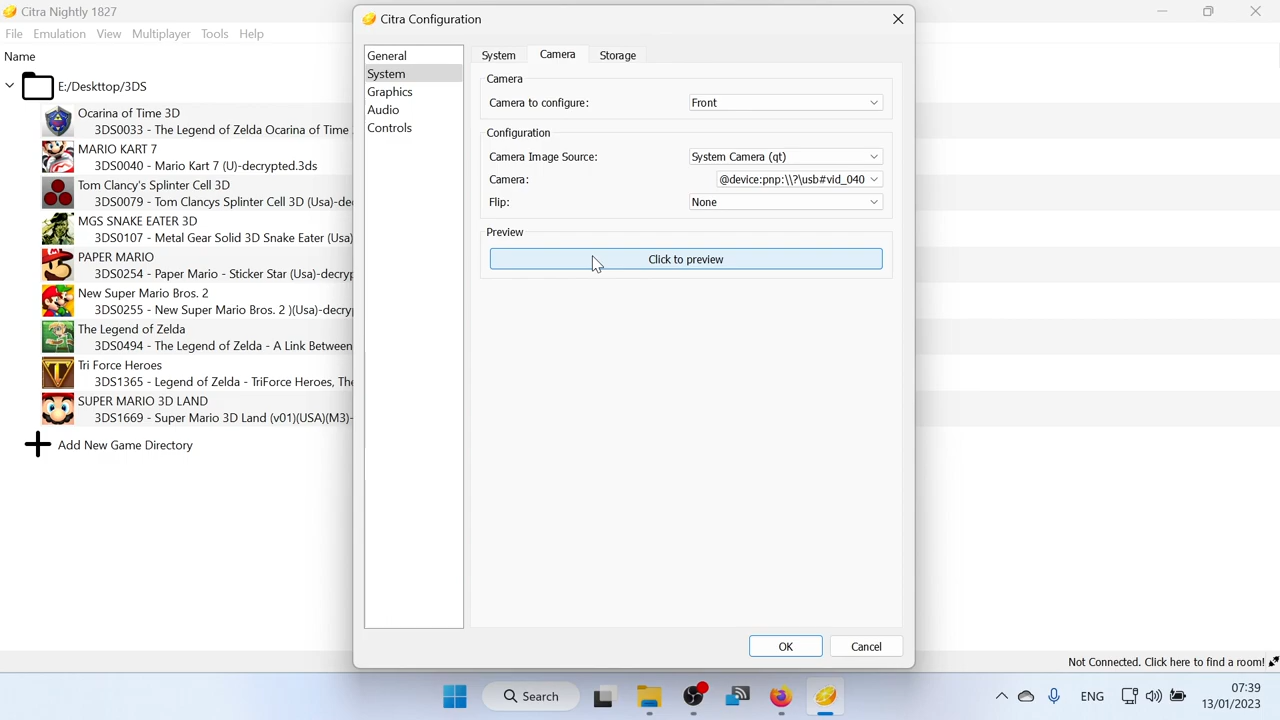 Citra Nightly 1827
File Emulation View Multiplayer Tools Help
Name
E:/Deskttop/3DS
Ocarina of Time 3D
3DS0033 - The Legend of Zelda Ocarina of Time
MARIO KART 7
3DS0040 - Mario Kart 7 (U)-decrypted.3ds
Tom Clancy's Splinter Cell 3D
3DS0079 - Tom Clancys Splinter Cell 3D (Usa)-de
MGS SNAKE EATER 3D
3DS0107 - Metal Gear Solid 3D Snake Eater (Usa)
PAPER MARIO
3DS0254 - Paper Mario - Sticker Star (Usa)-decryp
New Super Mario Bros. 2
3DS0255 - New Super Mario Bros. 2 )(Usa)-decry
The Legend of Zelda
3DS0494 - The Legend of Zelda - A Link Between
Tri Force Heroes
3DS1365 - Legend of Zelda - TriForce Heroes, The
SUPER MARIO 3D LAND
3DS1669 - Super Mario 3D Land (v01)(USA)(M3)-
Add New Game Directory
Citra Configuration
General
System
Graphics
Audio
Controls
System Camera Storage
Camera
Camera to configure: Front
Configuration
Camera Image Source: System Camera (qt)
Camera: @device:pnp:\\?\usb#vid_040
Flip: None
Preview
Click to preview
OK Cancel
Not Connected. Click here to find a room!
Search
ENG
07:39
13/01/2023